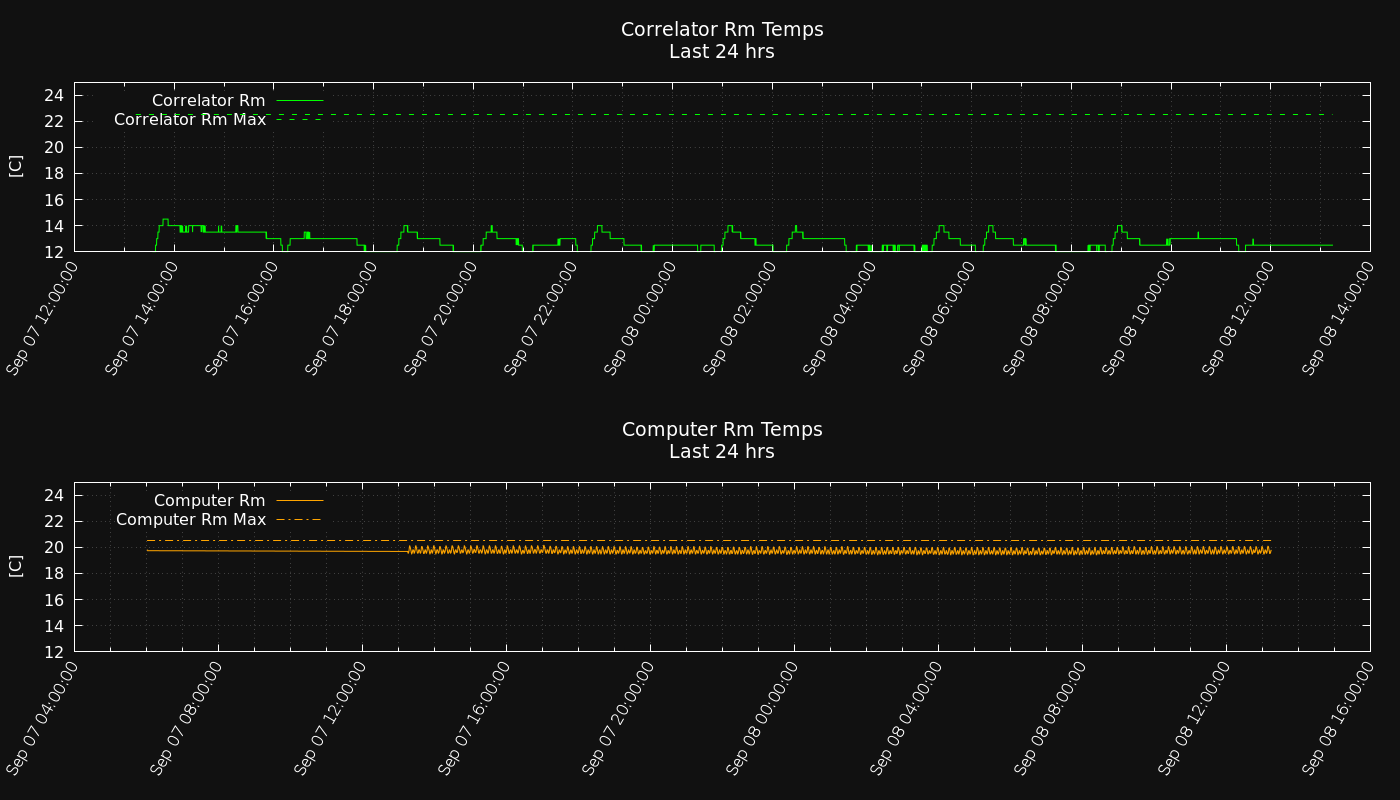 Correlator Rm Temps
Last 24 hrs
Correlator Rm
Correlator Rm Max
[C]
24
22
20
18
16
14
12
Sep 07 12:00:00
Sep 07 14:00:00
Sep 07 16:00:00
Sep 07 18:00:00
Sep 07 20:00:00
Sep 07 22:00:00
Sep 08 00:00:00
Sep 08 02:00:00
Sep 08 04:00:00
Sep 08 06:00:00
Sep 08 08:00:00
Sep 08 10:00:00
Sep 08 12:00:00
Sep 08 14:00:00
Computer Rm Temps
Last 24 hrs
Computer Rm
Computer Rm Max
[C]
24
22
20
18
16
14
12
Sep 07 04:00:00
Sep 07 08:00:00
Sep 07 12:00:00
Sep 07 16:00:00
Sep 07 20:00:00
Sep 08 00:00:00
Sep 08 04:00:00
Sep 08 08:00:00
Sep 08 12:00:00
Sep 08 16:00:00